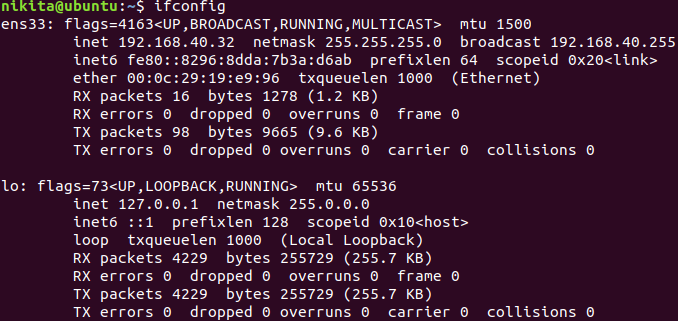 nikita@ubuntu:~$ ifconfig
ens33: flags=4163<UP,BROADCAST,RUNNING,MULTICAST>  mtu 1500
        inet 192.168.40.32  netmask 255.255.255.0  broadcast 192.168.40.255
        inet6 fe80::8296:8dda:7b3a:d6ab  prefixlen 64  scopeid 0x20<link>
        ether 00:0c:29:19:e9:96  txqueuelen 1000  (Ethernet)
        RX packets 16  bytes 1278 (1.2 KB)
        RX errors 0  dropped 0  overruns 0  frame 0
        TX packets 98  bytes 9665 (9.6 KB)
        TX errors 0  dropped 0 overruns 0  carrier 0  collisions 0

lo: flags=73<UP,LOOPBACK,RUNNING>  mtu 65536
        inet 127.0.0.1  netmask 255.0.0.0
        inet6 ::1  prefixlen 128  scopeid 0x10<host>
        loop  txqueuelen 1000  (Local Loopback)
        RX packets 4229  bytes 255729 (255.7 KB)
        RX errors 0  dropped 0  overruns 0  frame 0
        TX packets 4229  bytes 255729 (255.7 KB)
        TX errors 0  dropped 0 overruns 0  carrier 0  collisions 0